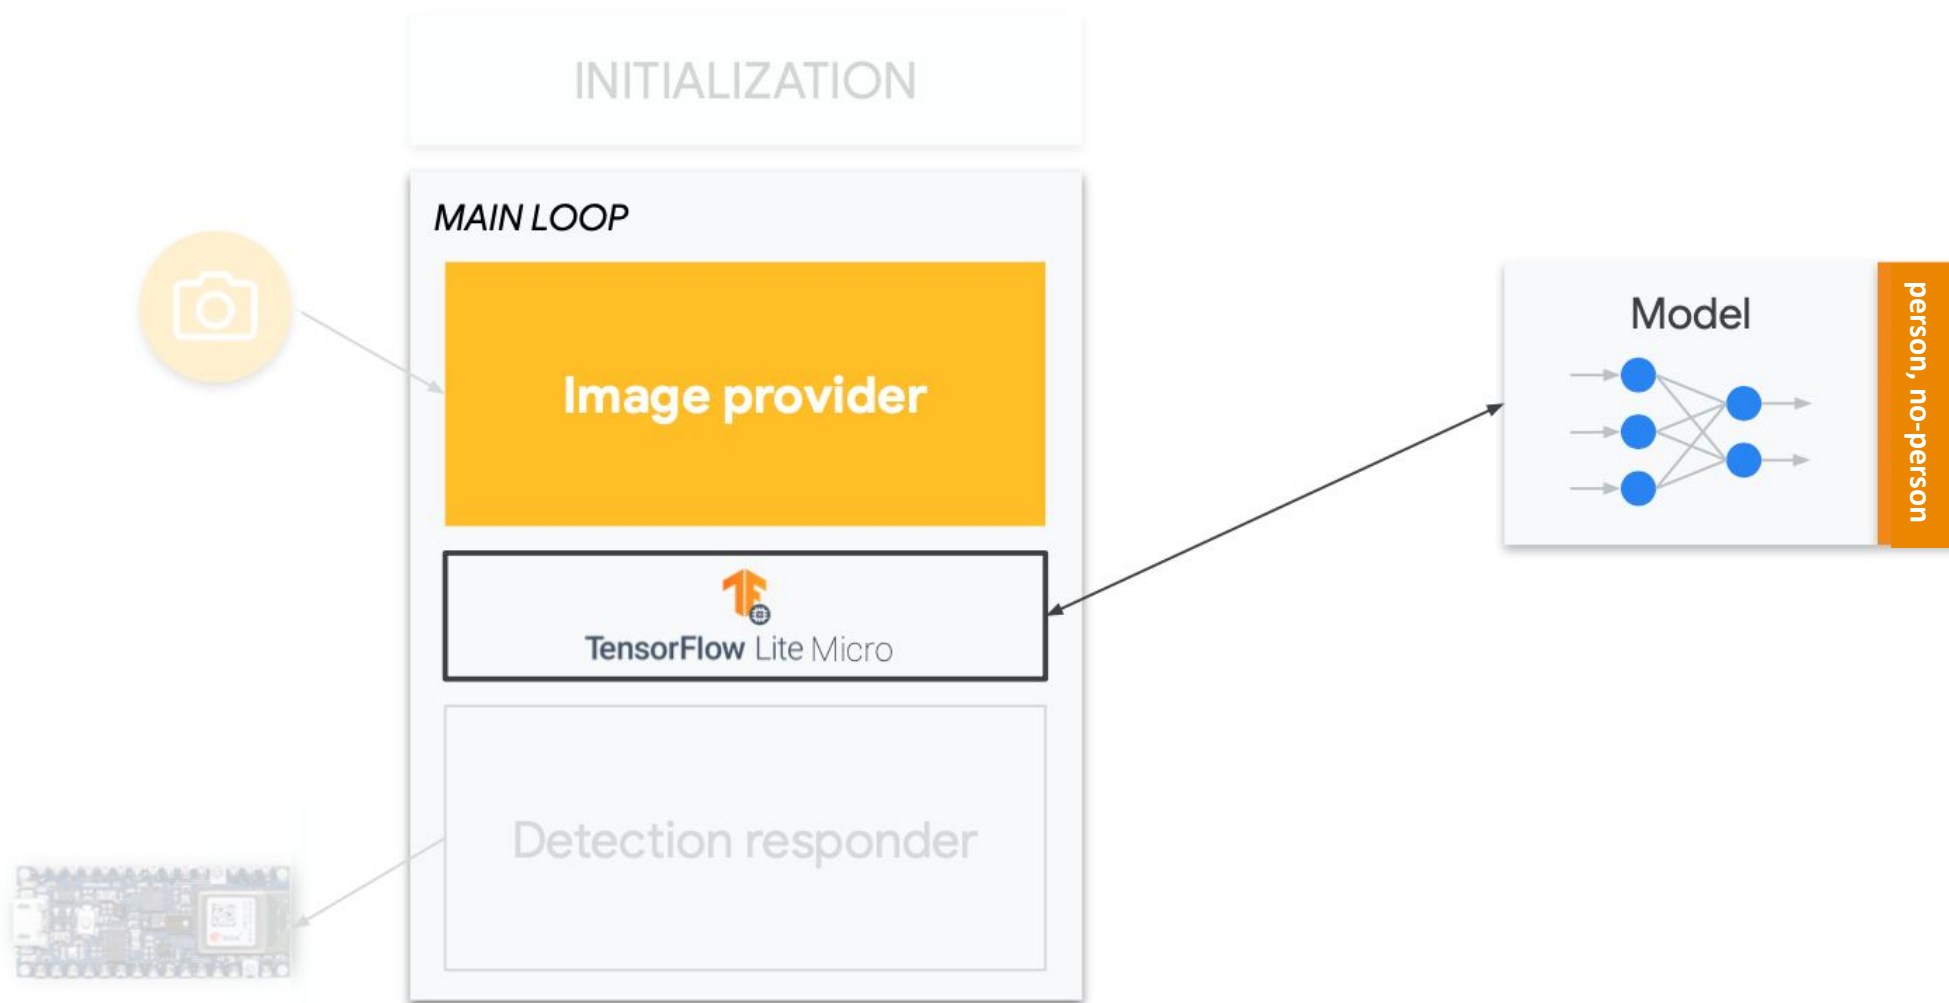 INITIALIZATION
MAIN LOOP
Image provider
TensorFlow Lite Micro
Detection responder
Model
person, no-person